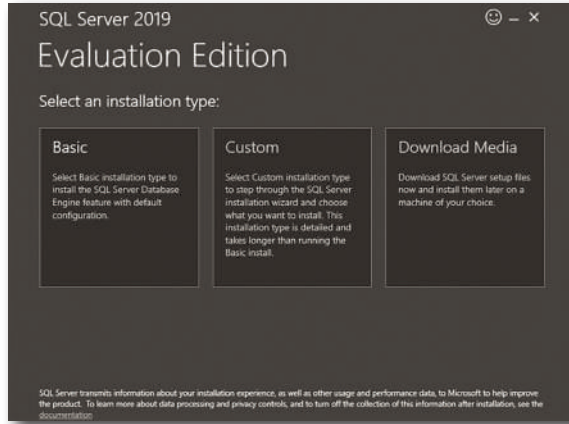 SQL Server 2019
Evaluation Edition
Select an installation type:
Basic
Select Basic installation type to
install the SQL Server Database
Engine feature with default
configuration.
Custom
Select Custom installation type
to step through the SQL Server
installation wizard and choose
what you want to install. This
installation type is detailed and
takes longer than running the
Basic install.
Download Media
Download SQL Server setup files
now and install them later on a
machine of your choice.
SQL Server transmits information about your installation experience, as well as other usage and performance data, to Microsoft to help improve
the product. To learn more about data processing and privacy controls, and to turn off the collection of this information after installation, see the
documentation